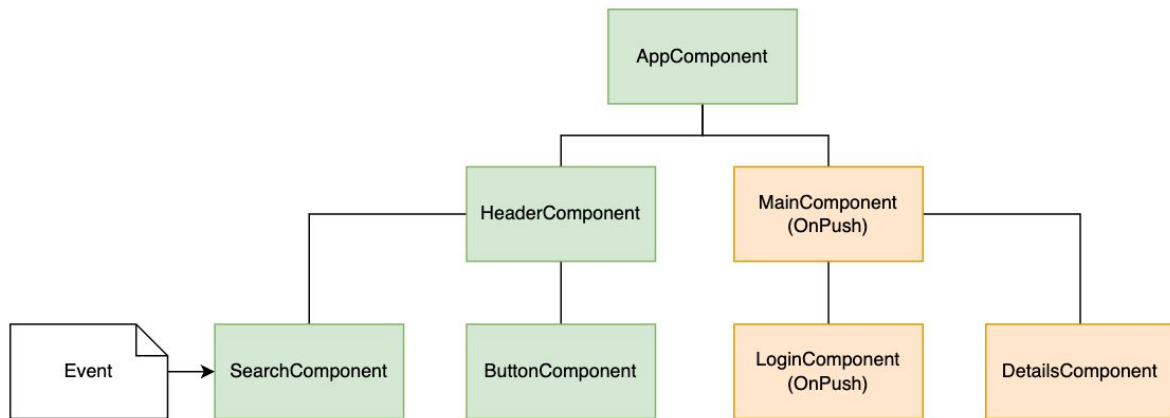 AppComponent
HeaderComponent
MainComponent
(OnPush)
Event
SearchComponent
ButtonComponent
LoginComponent
(OnPush)
DetailsComponent